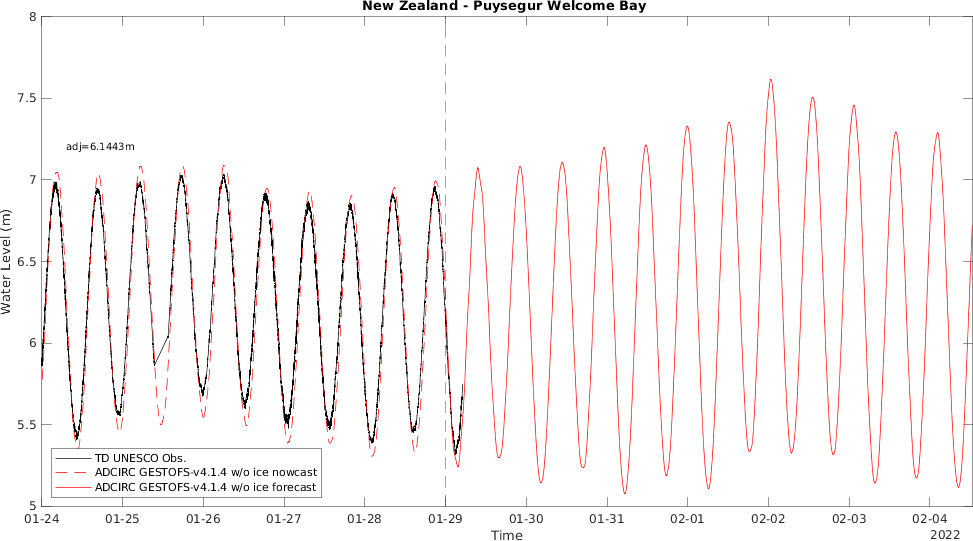 New Zealand - Puysegur Welcome Bay
8
7.5
adj=6.1443m
7
6.5
6
5.5
5
Water Level (m)
TD UNESCO Obs.
ADCIRC GESTOFS-v4.1.4 w/o ice nowcast
ADCIRC GESTOFS-v4.1.4 w/o ice forecast
01-24 01-25 01-26 01-27 01-28 01-29 01-30 01-31 02-01 02-02 02-03 02-04
Time
2022